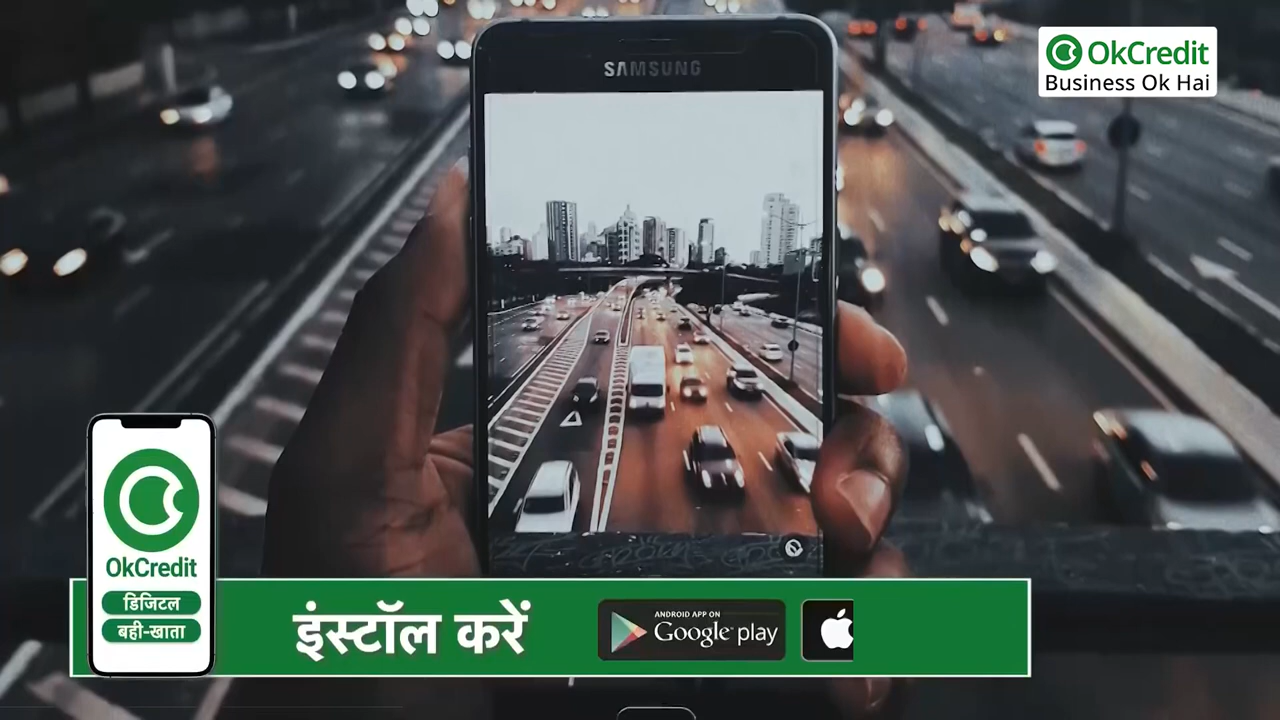 SAMSUNG
OkCredit
Business Ok Hai
OkCredit
डिजिटल
बही-खाता
इंस्टॉल करें
ANDROID APP ON
Google play